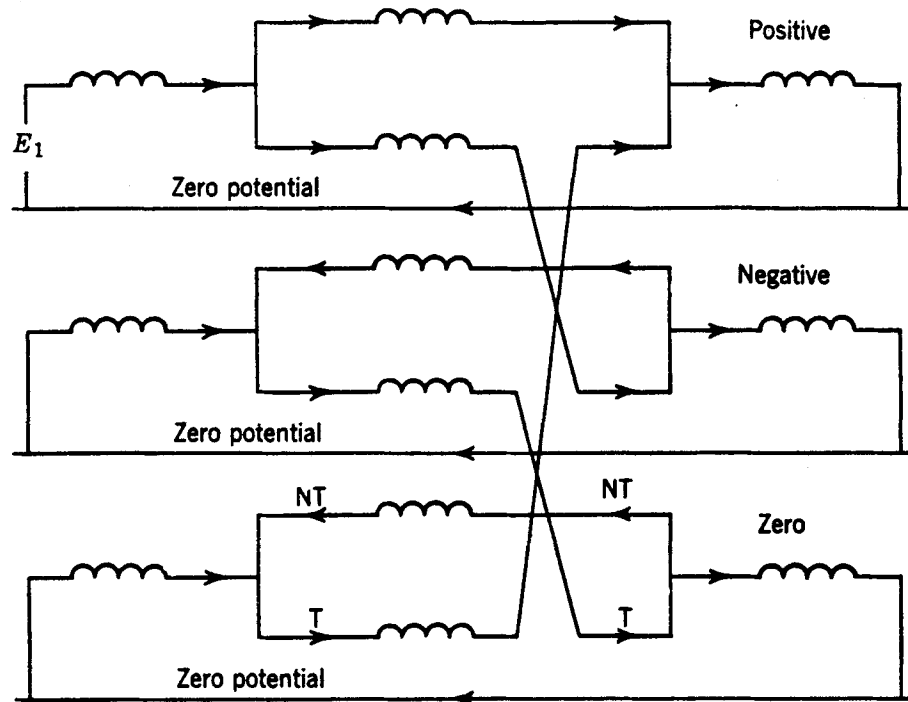 Positive
E1
Zero potential
Negative
Zero potential
NT NT
Zero
T T
Zero potential